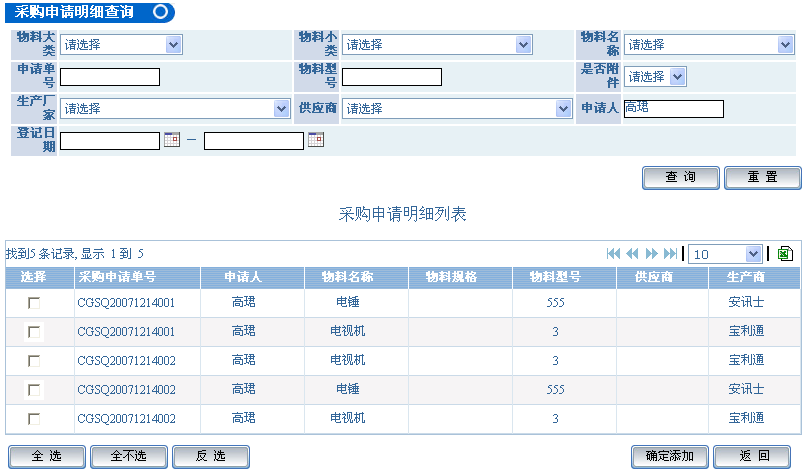 采购申请明细查询
物料大类 请选择 物料小类 请选择 物料名称 请选择
申请单号 物料型号 是否附件 请选择
生产厂家 请选择 供应商 请选择 申请人 高珺
登记日期 —
查 询 重 置
采购申请明细列表
找到5 条记录, 显示 1 到 5 10
选择 采购申请单号 申请人 物料名称 物料规格 物料型号 供应商 生产商
CGSQ20071214001 高珺 电锤 555 安讯士
CGSQ20071214001 高珺 电视机 3 宝利通
CGSQ20071214002 高珺 电视机 3 宝利通
CGSQ20071214002 高珺 电锤 555 安讯士
CGSQ20071214002 高珺 电视机 3 宝利通
全 选 全不选 反 选 确定添加 返 回